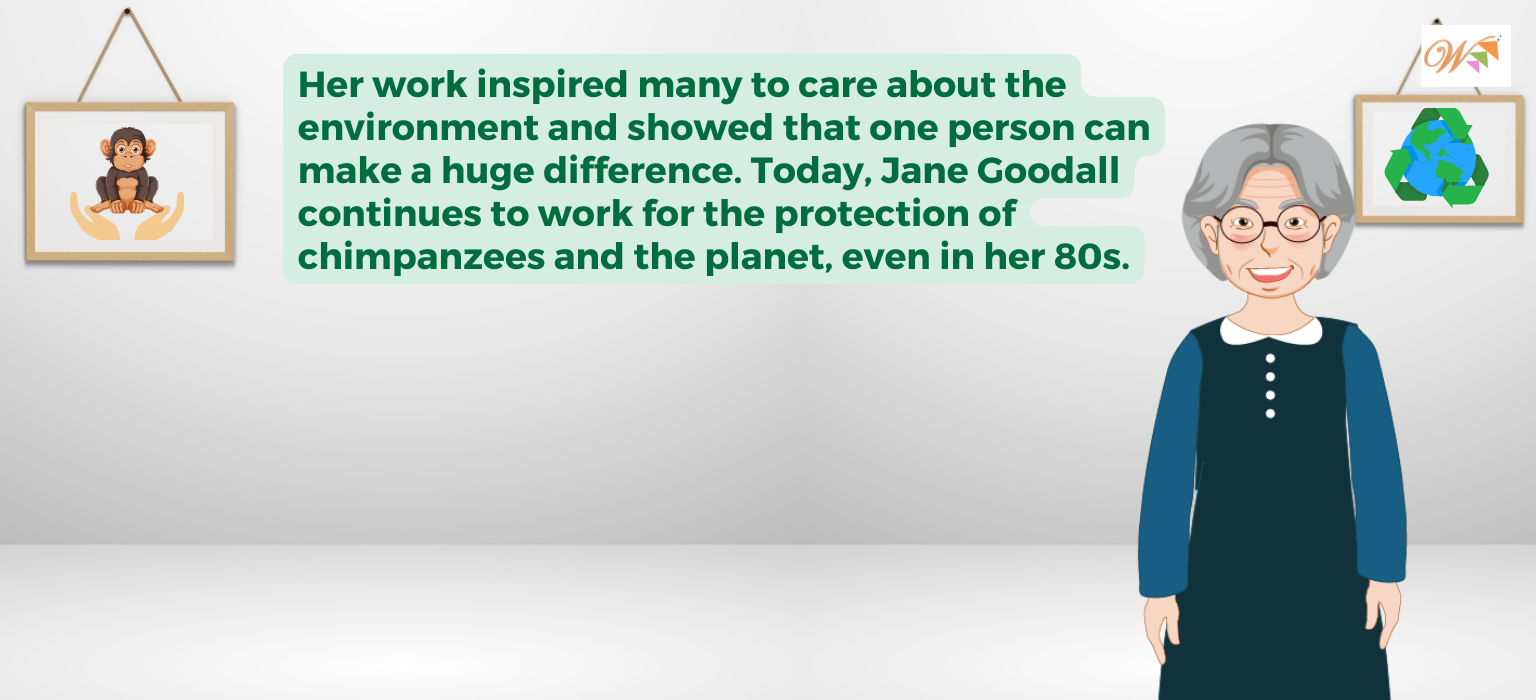 Her work inspired many to care about the
environment and showed that one person can
make a huge difference. Today, Jane Goodall
continues to work for the protection of
chimpanzees and the planet, even in her 80s.
W